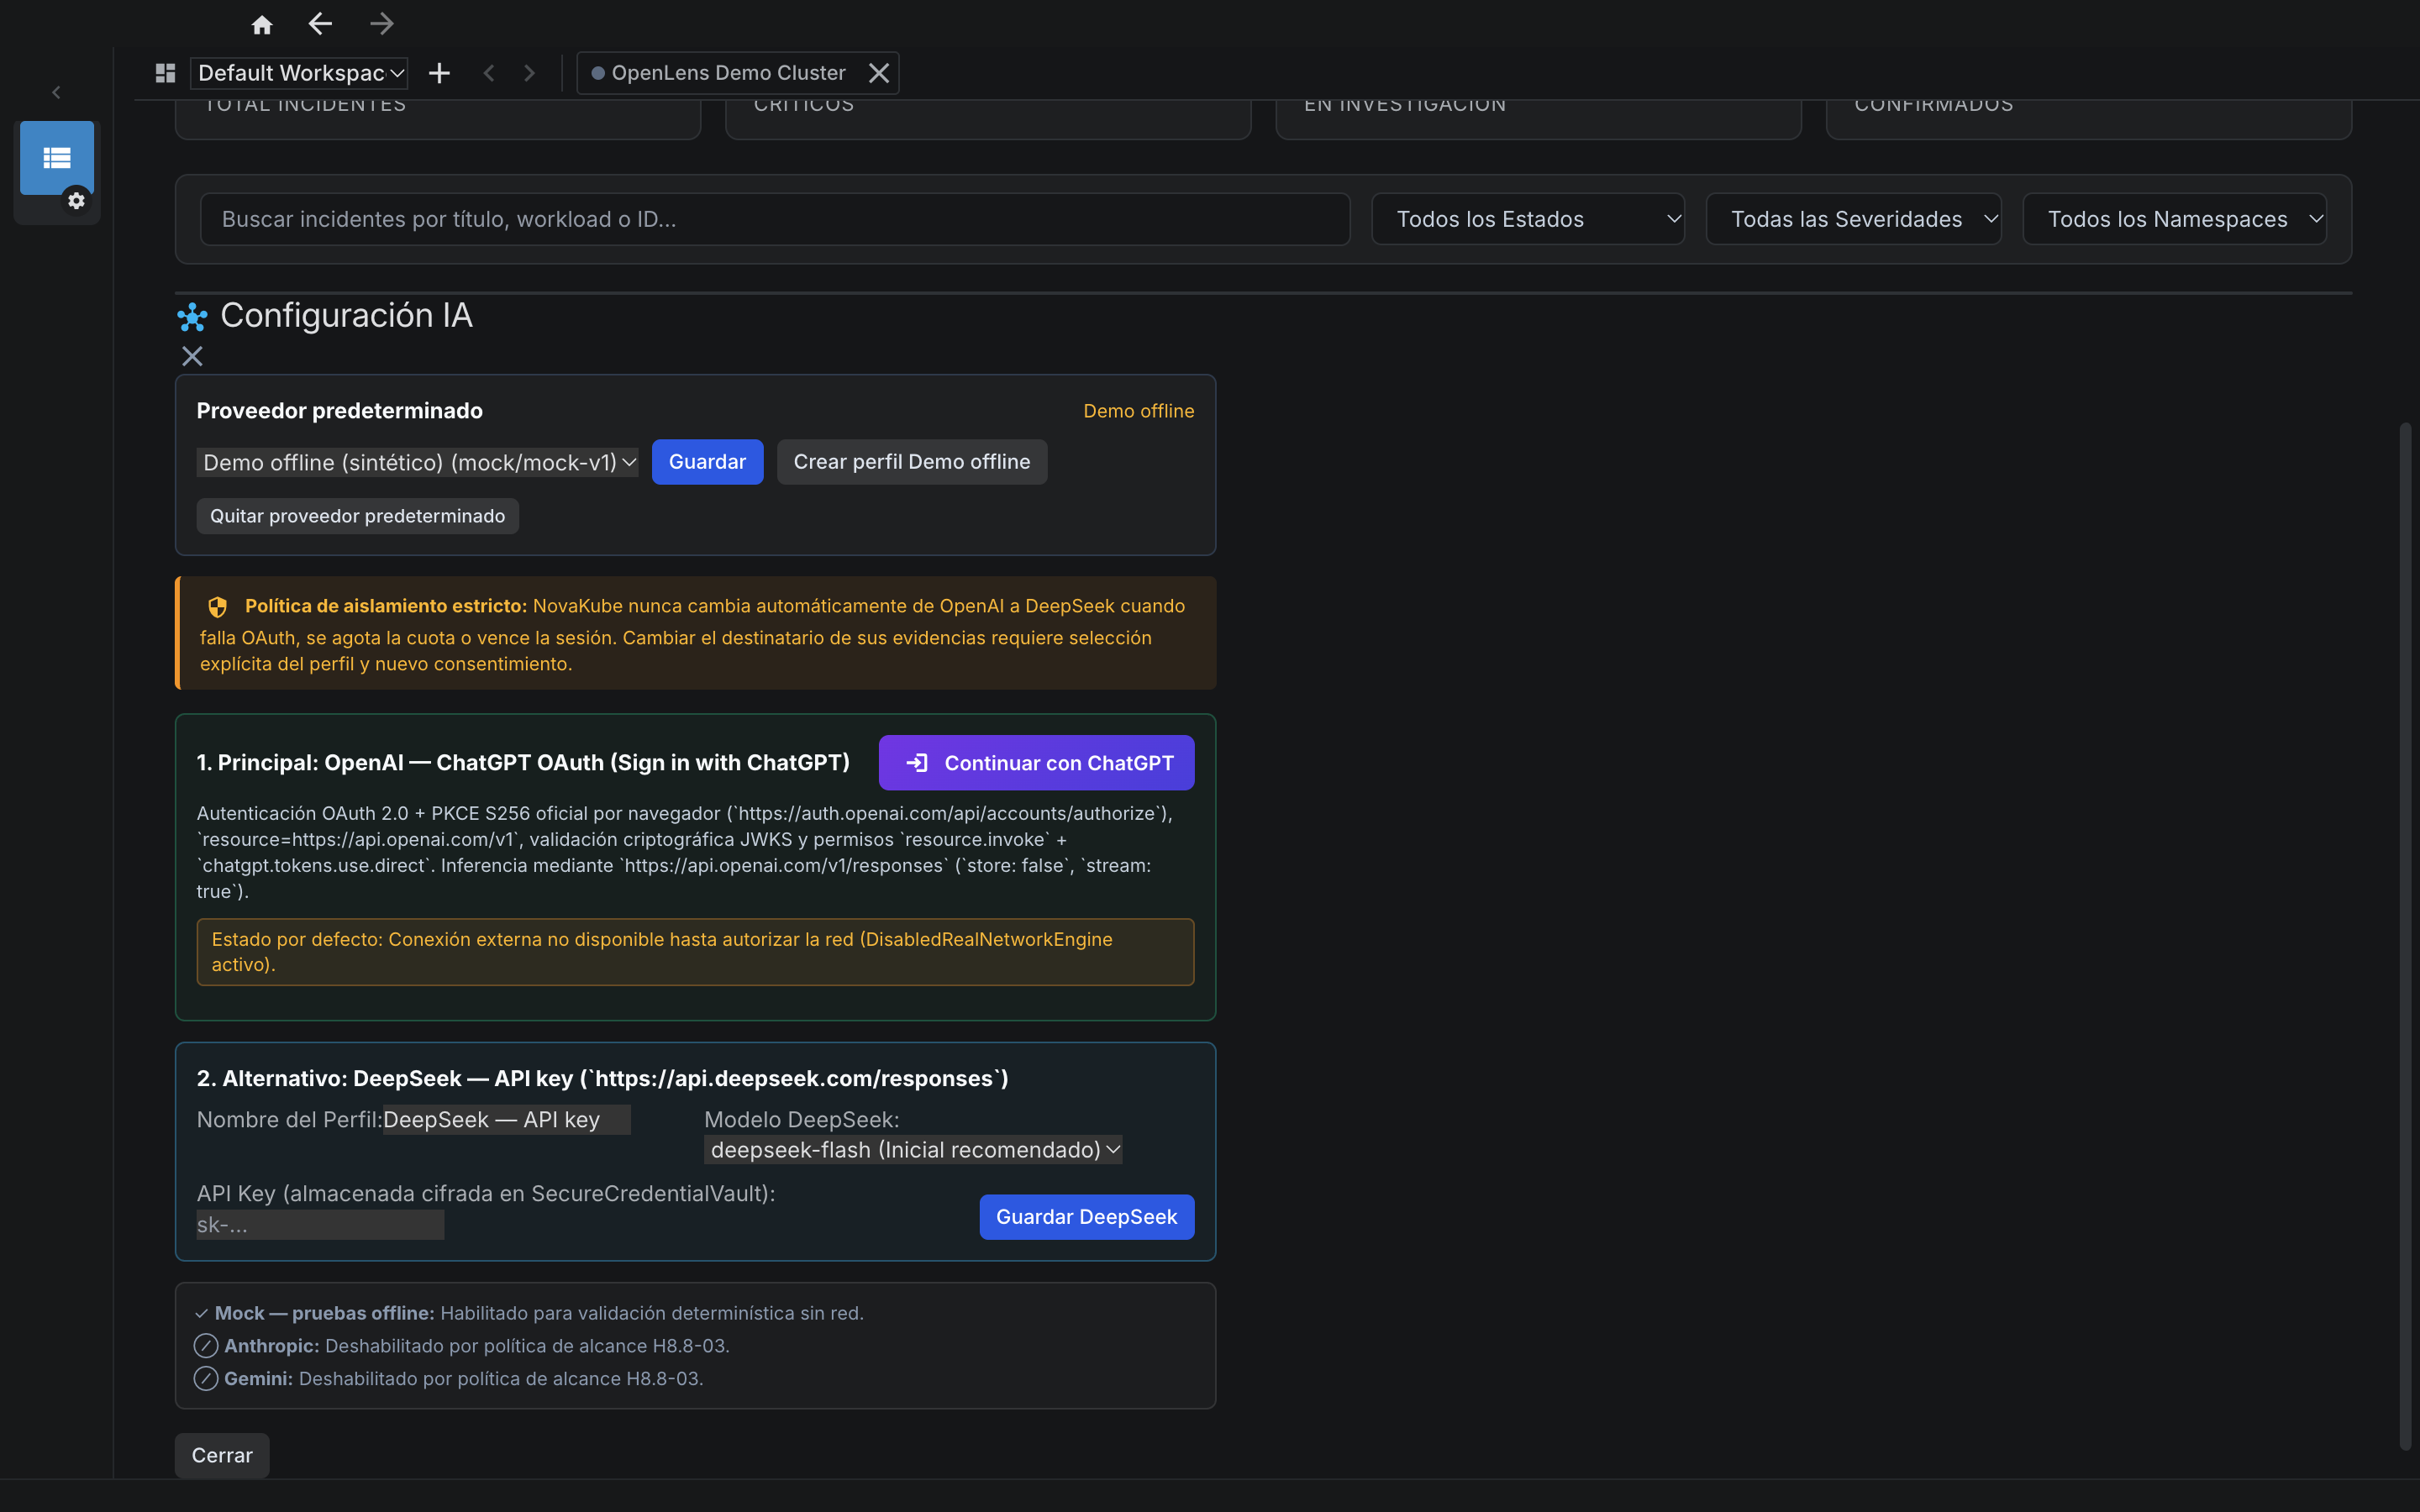 Default Workspac
OpenLens Demo Cluster
TOTAL INCIDENTES
CRÍTICOS
EN INVESTIGACIÓN
CONFIRMADOS
Buscar incidentes por título, workload o ID...
Todos los Estados
Todas las Severidades
Todos los Namespaces
Configuración IA
Proveedor predeterminado
Demo offline
Demo offline (sintético) (mock/mock-v1)
Guardar
Crear perfil Demo offline
Quitar proveedor predeterminado
Política de aislamiento estricto: NovaKube nunca cambia automáticamente de OpenAI a DeepSeek cuando
falla OAuth, se agota la cuota o vence la sesión. Cambiar el destinatario de sus evidencias requiere selección
explícita del perfil y nuevo consentimiento.
1. Principal: OpenAI — ChatGPT OAuth (Sign in with ChatGPT)
Continuar con ChatGPT
Autenticación OAuth 2.0 + PKCE S256 oficial por navegador (`https://auth.openai.com/api/accounts/authorize`),
`resource=https://api.openai.com/v1`, validación criptográfica JWKS y permisos `resource.invoke` +
`chatgpt.tokens.use.direct`. Inferencia mediante `https://api.openai.com/v1/responses` (`store: false`, `stream:
true`).
Estado por defecto: Conexión externa no disponible hasta autorizar la red (DisabledRealNetworkEngine
activo).
2. Alternativo: DeepSeek — API key (`https://api.deepseek.com/responses`)
Nombre del Perfil:
DeepSeek — API key
Modelo DeepSeek:
deepseek-flash (Inicial recomendado)
API Key (almacenada cifrada en SecureCredentialVault):
sk-...
Guardar DeepSeek
Mock — pruebas offline: Habilitado para validación determinística sin red.
Anthropic: Deshabilitado por política de alcance H8.8-03.
Gemini: Deshabilitado por política de alcance H8.8-03.
Cerrar